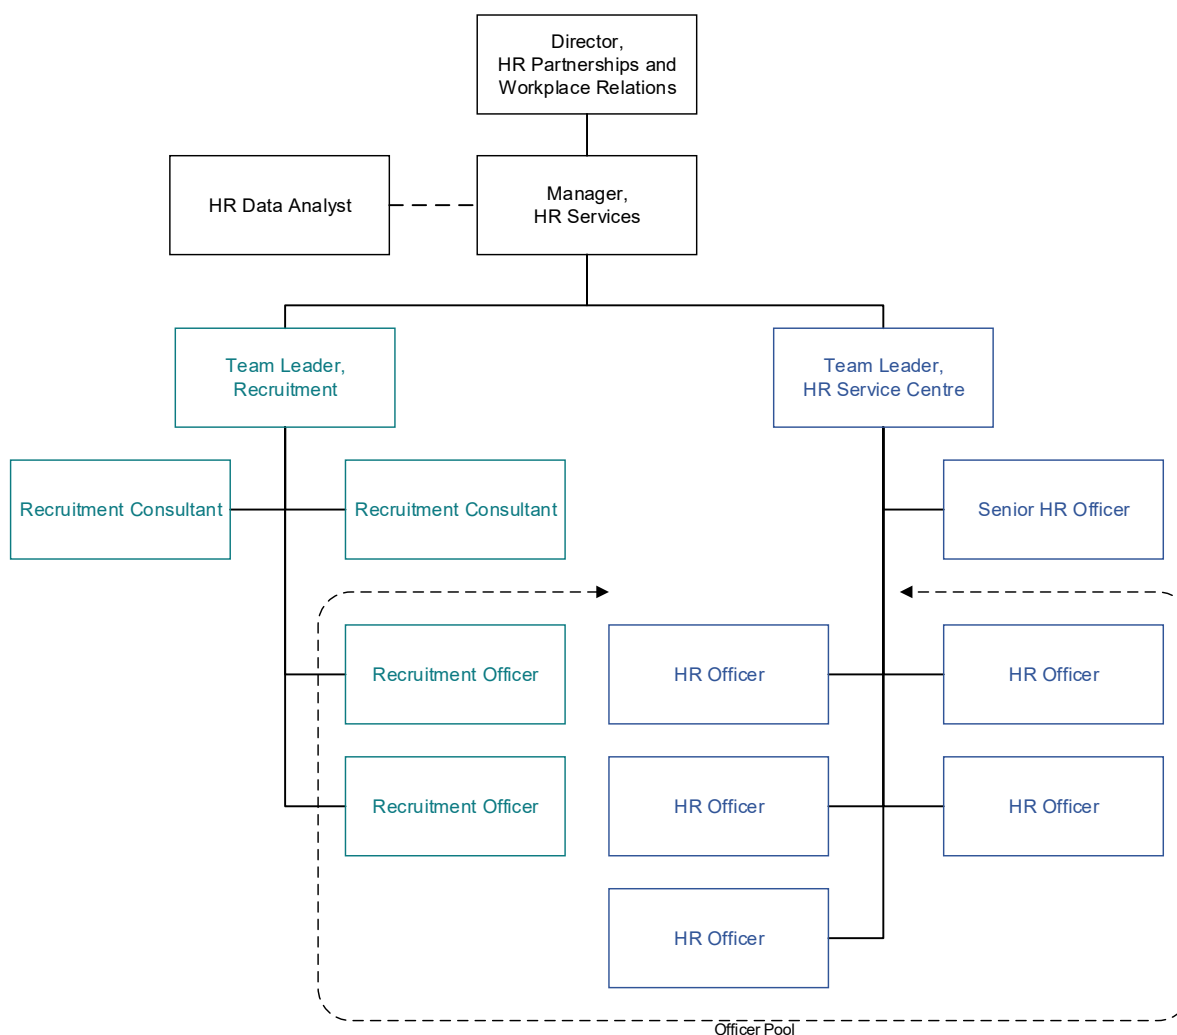 Director,
HR Partnerships and
Workplace Relations
HR Data Analyst
Manager,
HR Services
Team Leader,
Recruitment
Team Leader,
HR Service Centre
Recruitment Consultant
Recruitment Consultant
Senior HR Officer
Recruitment Officer
HR Officer
HR Officer
Recruitment Officer
HR Officer
HR Officer
HR Officer
Officer Pool